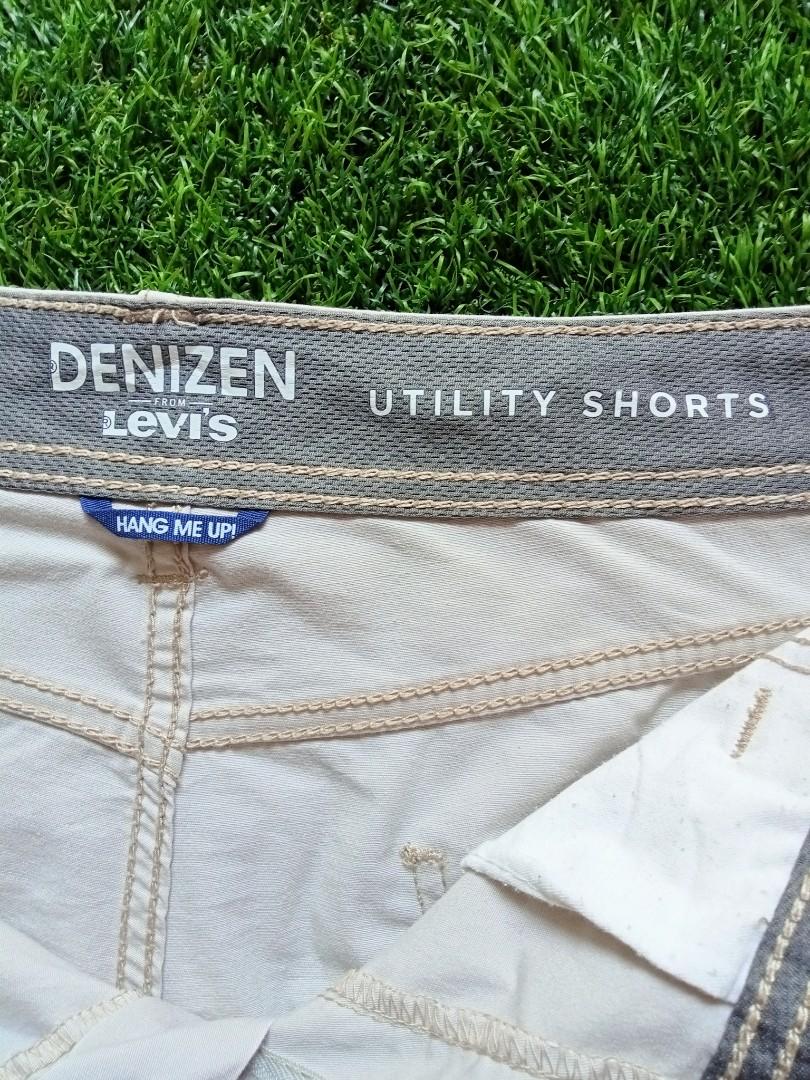 ®DENIZEN
FROM
®Levi's
UTILITY SHORTS
HANG ME UP!